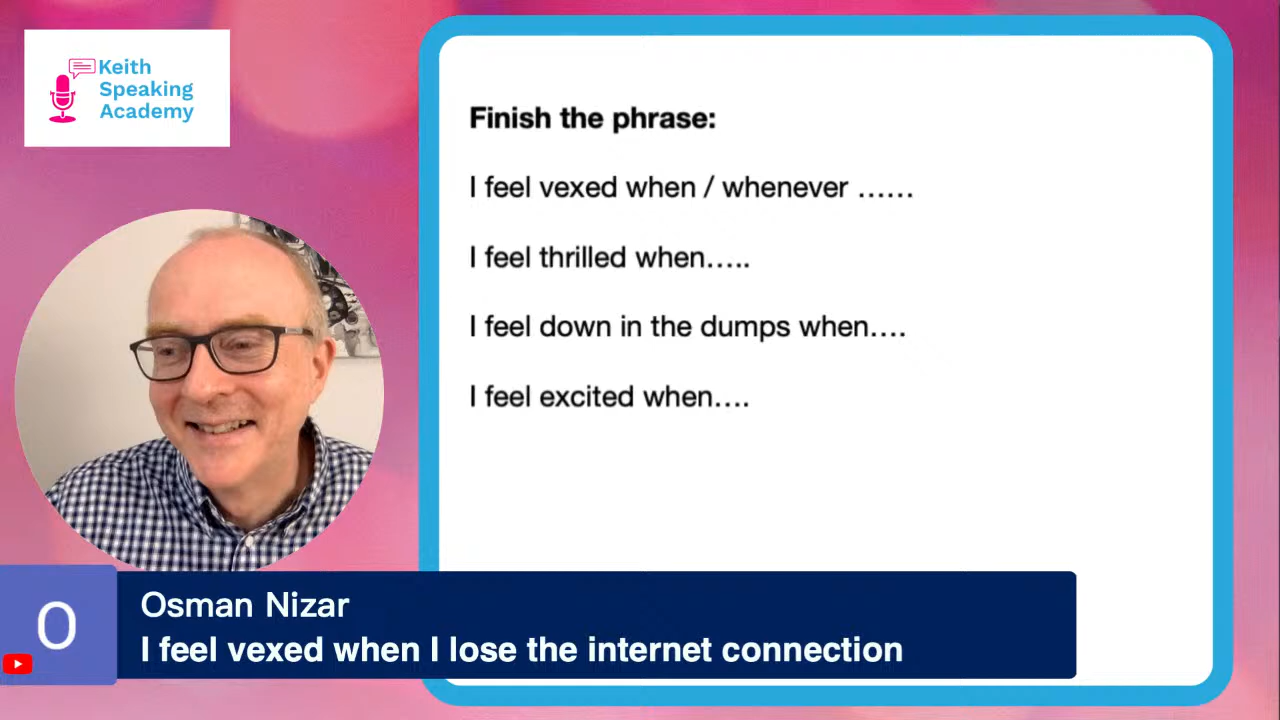 Keith
Speaking
Academy
Finish the phrase:
I feel vexed when / whenever ……
I feel thrilled when…..
I feel down in the dumps when….
I feel excited when….
O
Osman Nizar
I feel vexed when I lose the internet connection